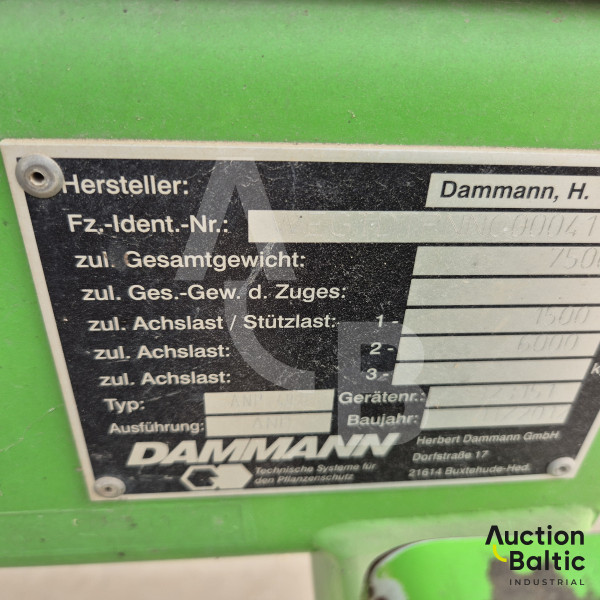 Hersteller: Dammann, H.
Fz.-Ident.-Nr.:
zul. Gesamtgewicht:
zul. Ges.-Gew. d. Zuges:
zul. Achslast / Stützlast: 1 - 1500
zul. Achslast: 2 - 6000
zul. Achslast: 3 -
Typ: Gerätenr.:
Ausführung: Baujahr:
DAMMANN Herbert Dammann GmbH
Technische Systeme für Dorfstraße 17
den Pflanzenschutz 21614 Buxtehude-Hed.
ACB
Auction
Baltic
INDUSTRIAL